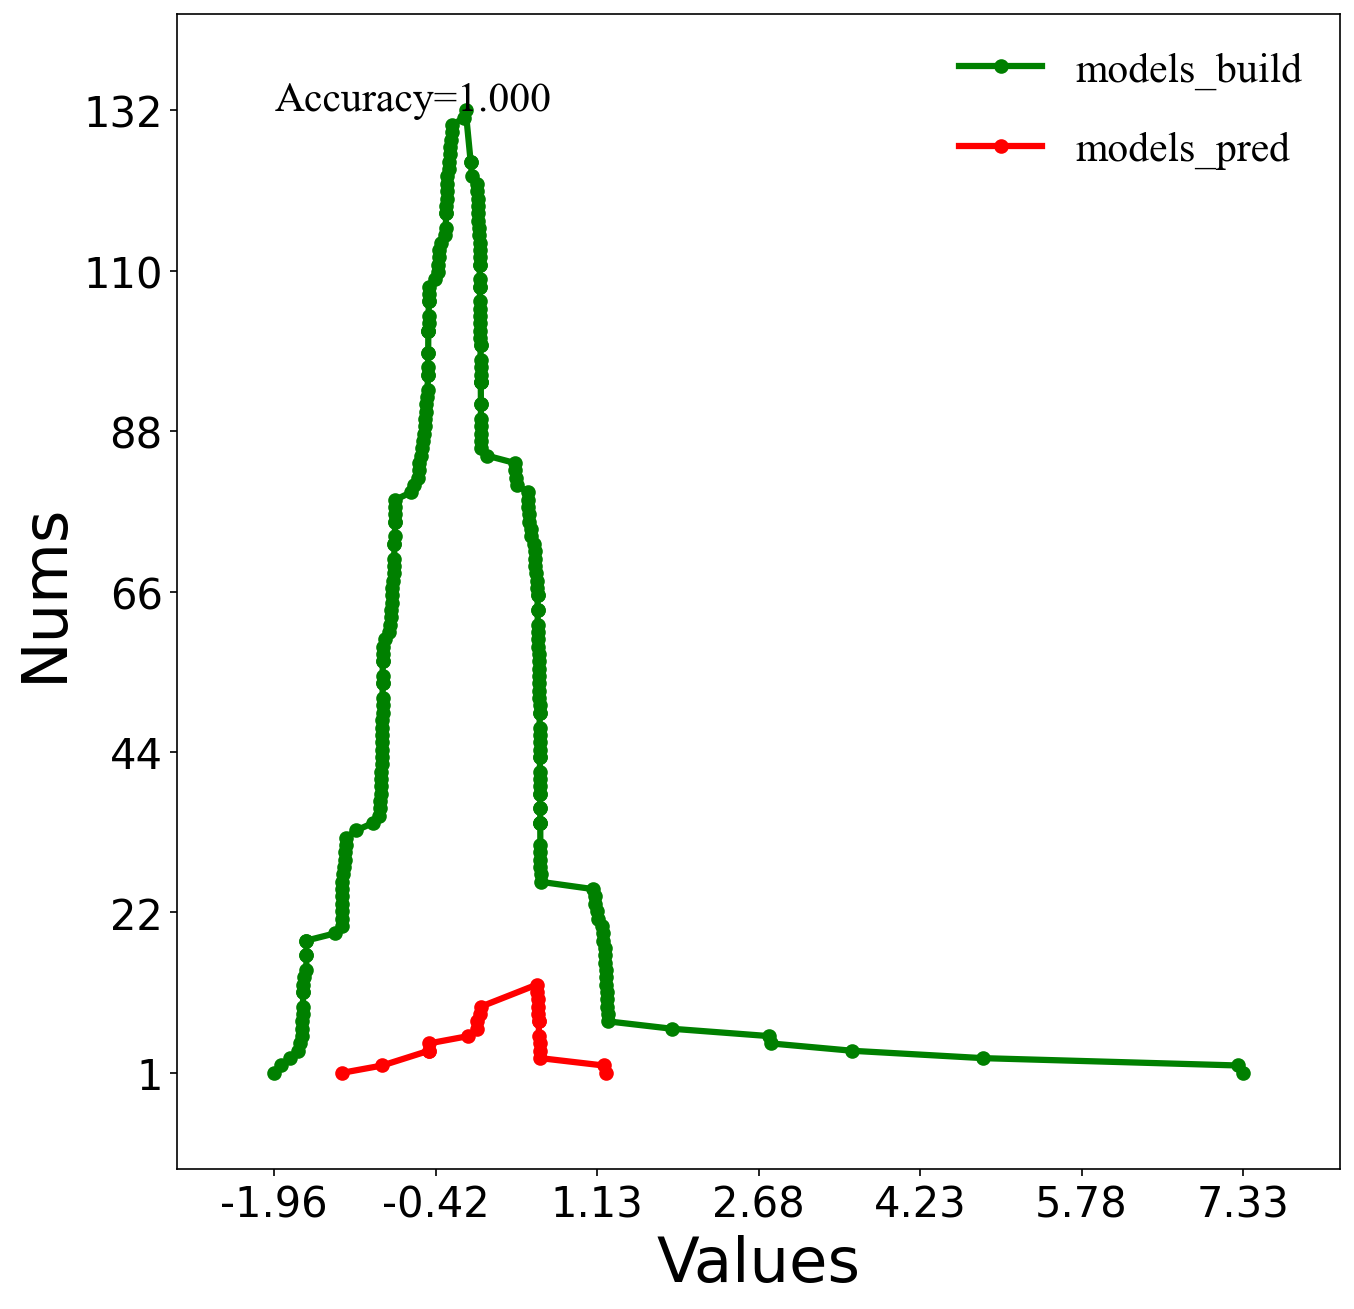 models_build
models_pred
Accuracy=1.000
132
110
88
66
44
22
1
Nums
-1.96 -0.42 1.13 2.68 4.23 5.78 7.33
Values